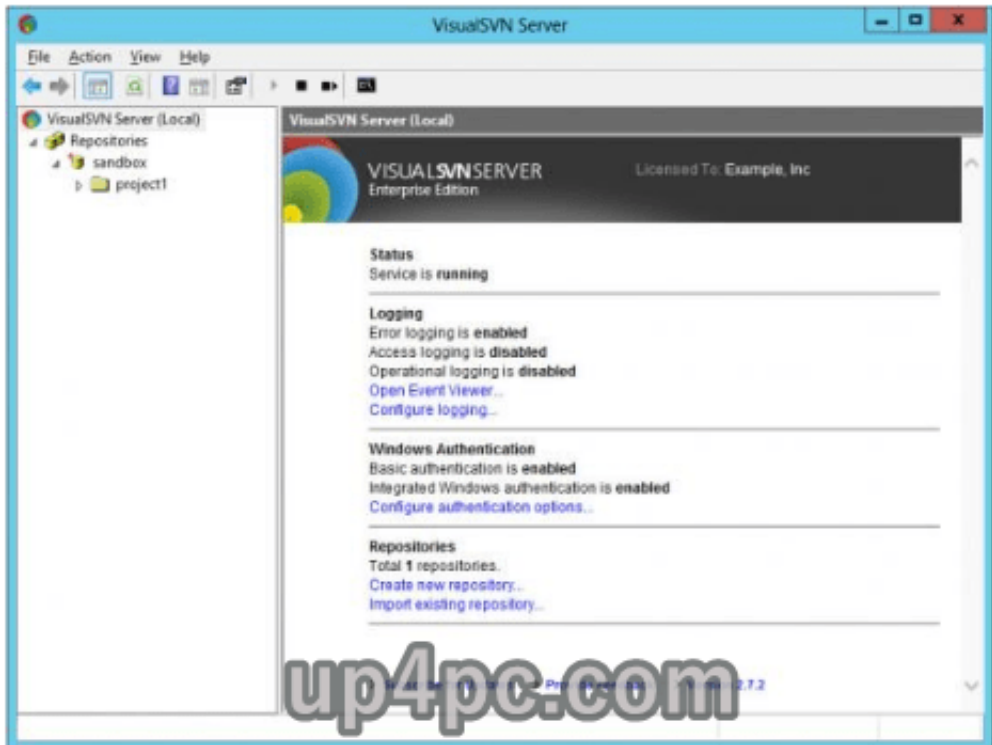 VisualSVN Server
File Action View Help
VisualSVN Server (Local)
Repositories
sandbox
project1
VisualSVN Server (Local)
VISUALSVNSERVER
Enterprise Edition
Licensed To: Example, Inc
Status
Service is running
Logging
Error logging is enabled
Access logging is disabled
Operational logging is disabled
Open Event Viewer...
Configure logging...
Windows Authentication
Basic authentication is enabled
Integrated Windows authentication is enabled
Configure authentication options...
Repositories
Total 1 repositories.
Create new repository...
Import existing repository...
2.7.2
up4pc.com